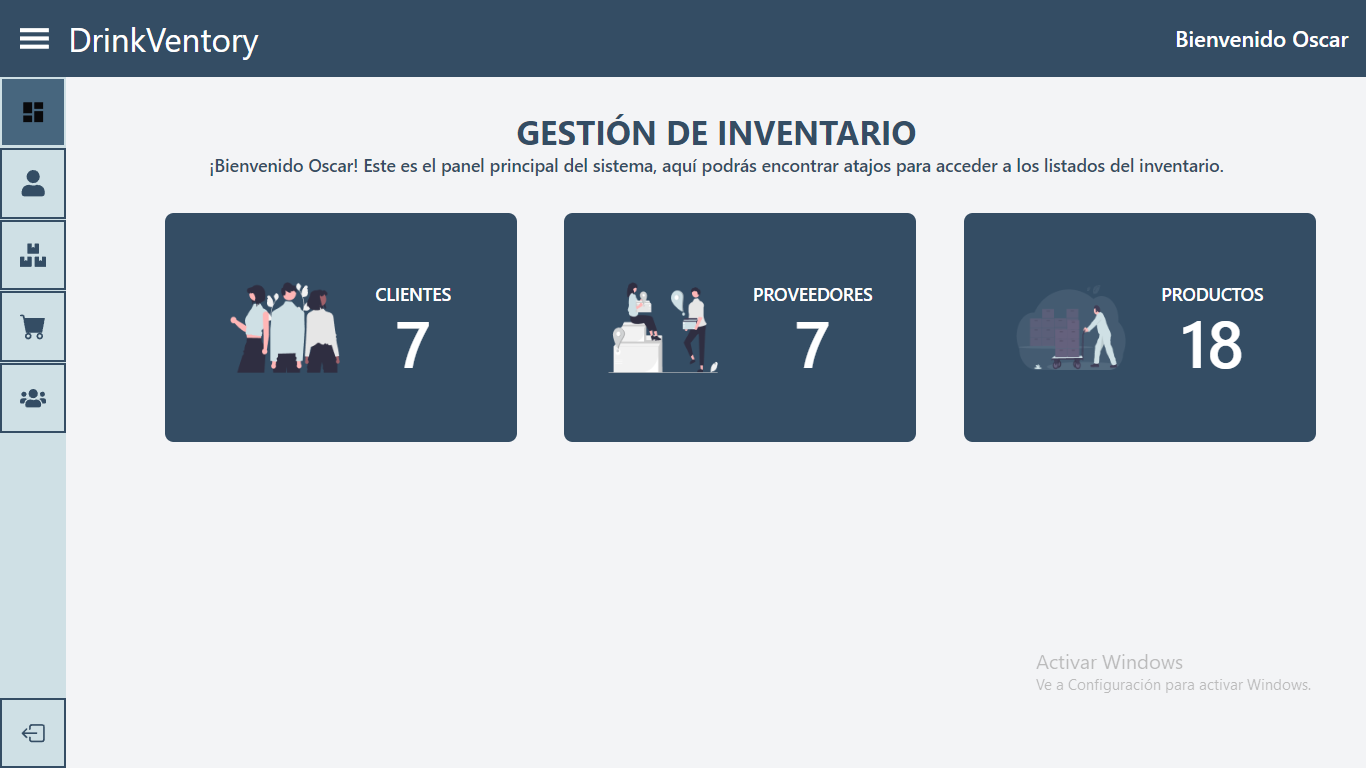 DrinkVentory
Bienvenido Oscar
GESTIÓN DE INVENTARIO
¡Bienvenido Oscar! Este es el panel principal del sistema, aquí podrás encontrar atajos para acceder a los listados del inventario.
CLIENTES
7
PROVEEDORES
7
PRODUCTOS
18
Activar Windows
Ve a Configuración para activar Windows.